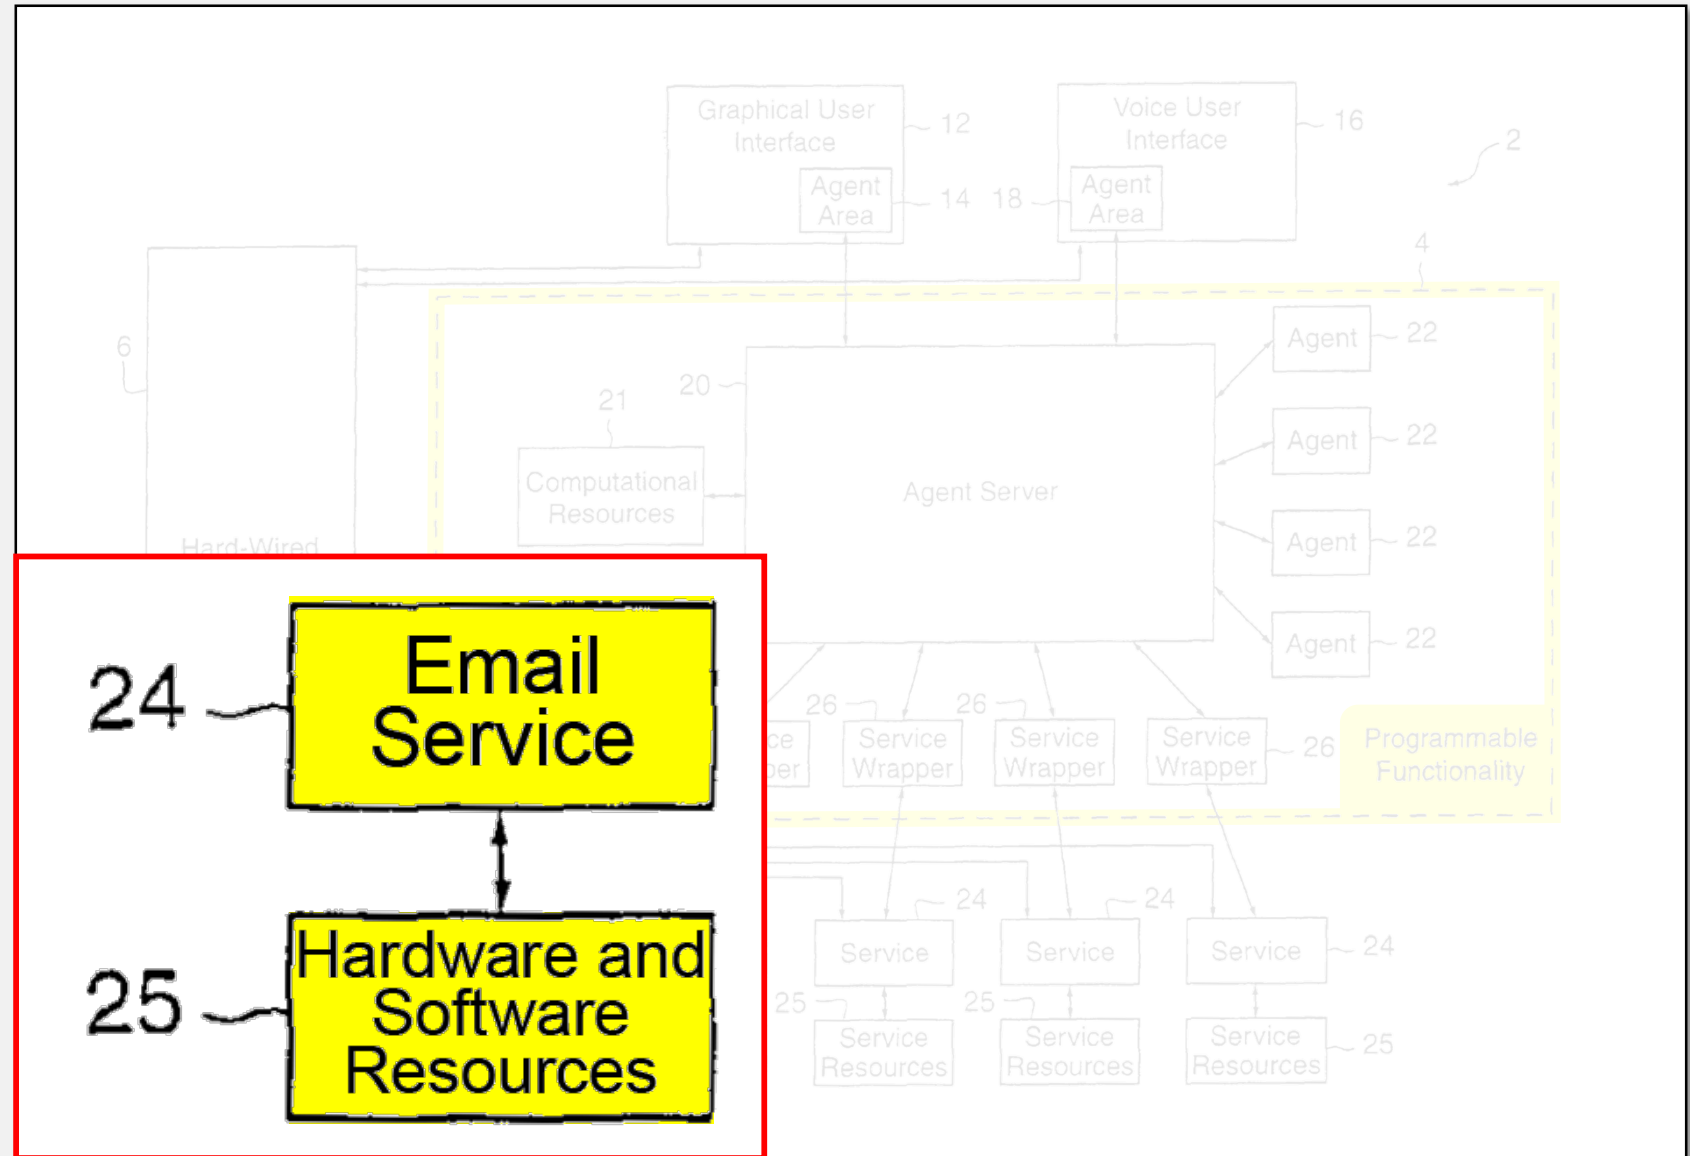 Graphical User
Interface
12
Agent
Area
14
Voice User
Interface
16
Agent
Area
18
2
4
6
Hard-Wired
21
Computational
Resources
20
Agent Server
Agent
22
Agent
22
Agent
22
Agent
22
26
Service
Wrapper
26
Service
Wrapper
Service
Wrapper
26
Programmable
Functionality
24
Service
24
Service
Service
24
25
Service
Resources
25
Service
Resources
Service
Resources
25
24
Email
Service
25
Hardware and
Software
Resources